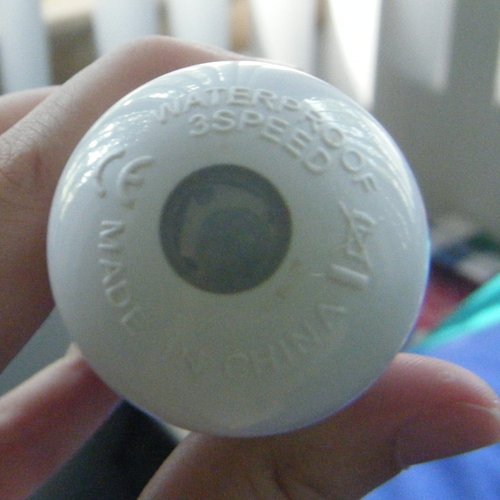 WATERPROOF
3SPEED
CE
MADE IN CHINA